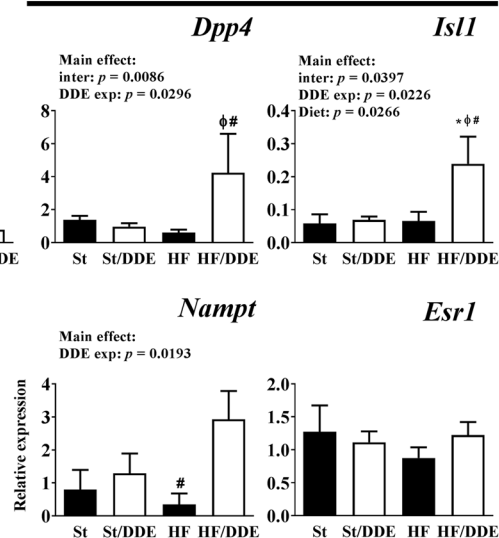 Dpp4
Main effect:
inter: p = 0.0086
DDE exp: p = 0.0296
8
6
4
2
0
ϕ#
St St/DDE HF HF/DDE
DE
Isl1
Main effect:
inter: p = 0.0397
DDE exp: p = 0.0226
Diet: p = 0.0266
0.4
0.3
0.2
0.1
0.0
*ϕ#
St St/DDE HF HF/DDE
Nampt
Main effect:
DDE exp: p = 0.0193
Relative expression
4
3
2
1
0
#
St St/DDE HF HF/DDE
Esr1
2.0
1.5
1.0
0.5
0.0
St St/DDE HF HF/DDE